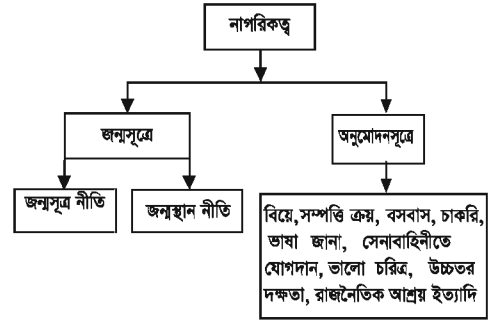 নাগরিকত্ব
জন্মসূত্রে
অনুমোদনসূত্রে
জন্মসূত্র নীতি
জন্মস্থান নীতি
বিয়ে,সম্পত্তি ক্রয়, বসবাস, চাকরি,
ভাষা জানা, সেনাবাহিনীতে
যোগদান, ভালো চরিত্র, উচ্চতর
দক্ষতা, রাজনৈতিক আশ্রয় ইত্যাদি